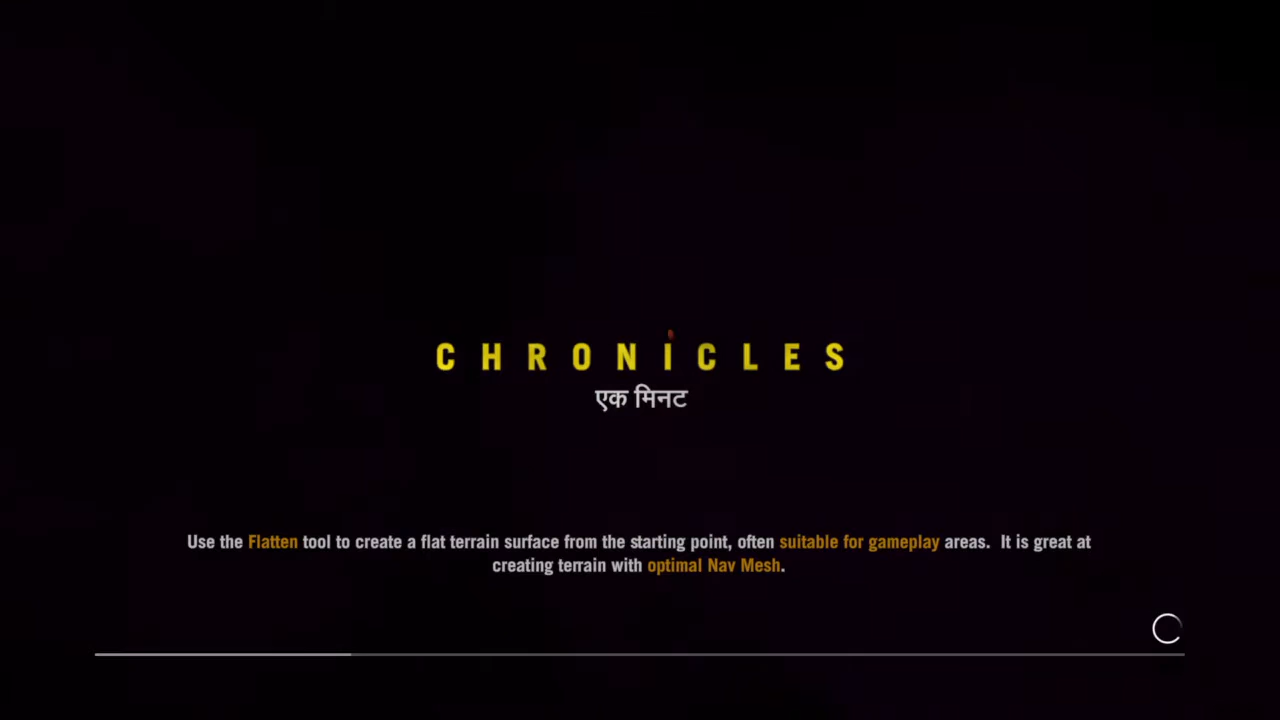 CHRONICLES
एक मिनट
Use the Flatten tool to create a flat terrain surface from the starting point, often suitable for gameplay areas.  It is great at
creating terrain with optimal Nav Mesh.